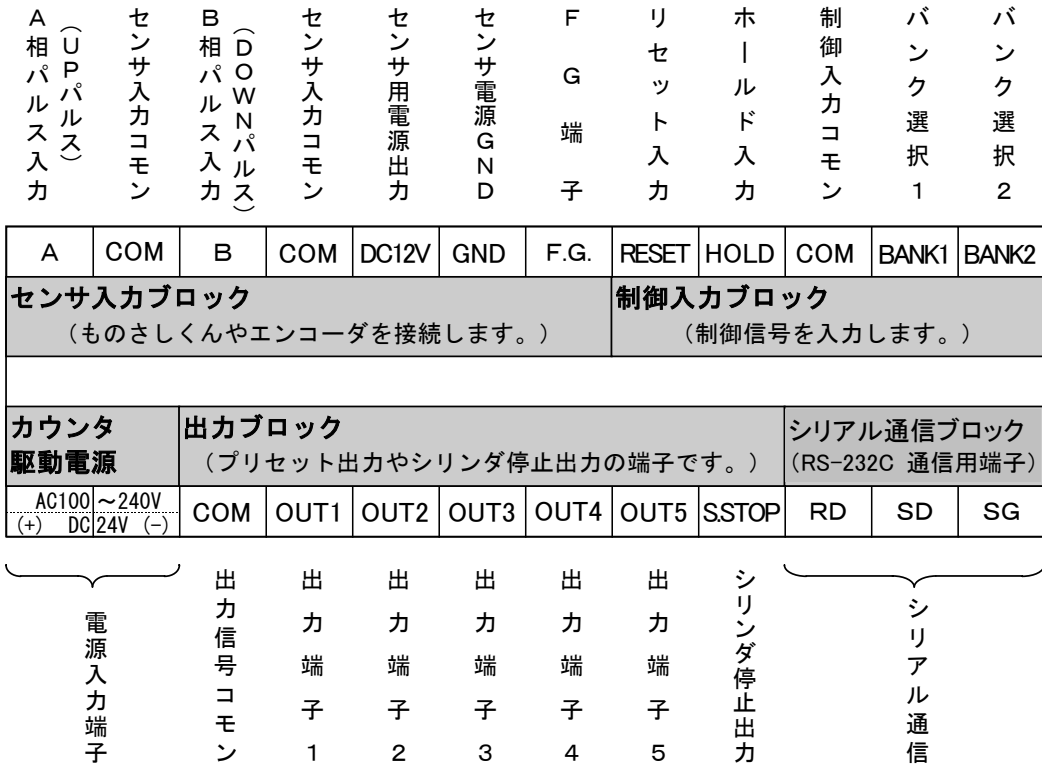 A相パルス入力
（UPパルス）
センサ入力コモン
B相パルス入力
（DOWNパルス）
センサ入力コモン
センサ用電源出力
センサ電源GND
FG端子
リセット入力
ホールド入力
制御入力コモン
バンク選択1
バンク選択2
A COM B COM DC12V GND F.G. RESET HOLD COM BANK1 BANK2
センサ入力ブロック
（ものさしくんやエンコーダを接続します。）
制御入力ブロック
（制御信号を入力します。）
カウンタ
駆動電源
出力ブロック
（プリセット出力やシリンダ停止出力の端子です。）
シリアル通信ブロック
（RS-232C 通信用端子）
AC100～240V
(+) DC24V (−)
COM OUT1 OUT2 OUT3 OUT4 OUT5 S.STOP RD SD SG
電源入力端子
出力信号コモン
出力端子1
出力端子2
出力端子3
出力端子4
出力端子5
シリンダ停止出力
シリアル通信